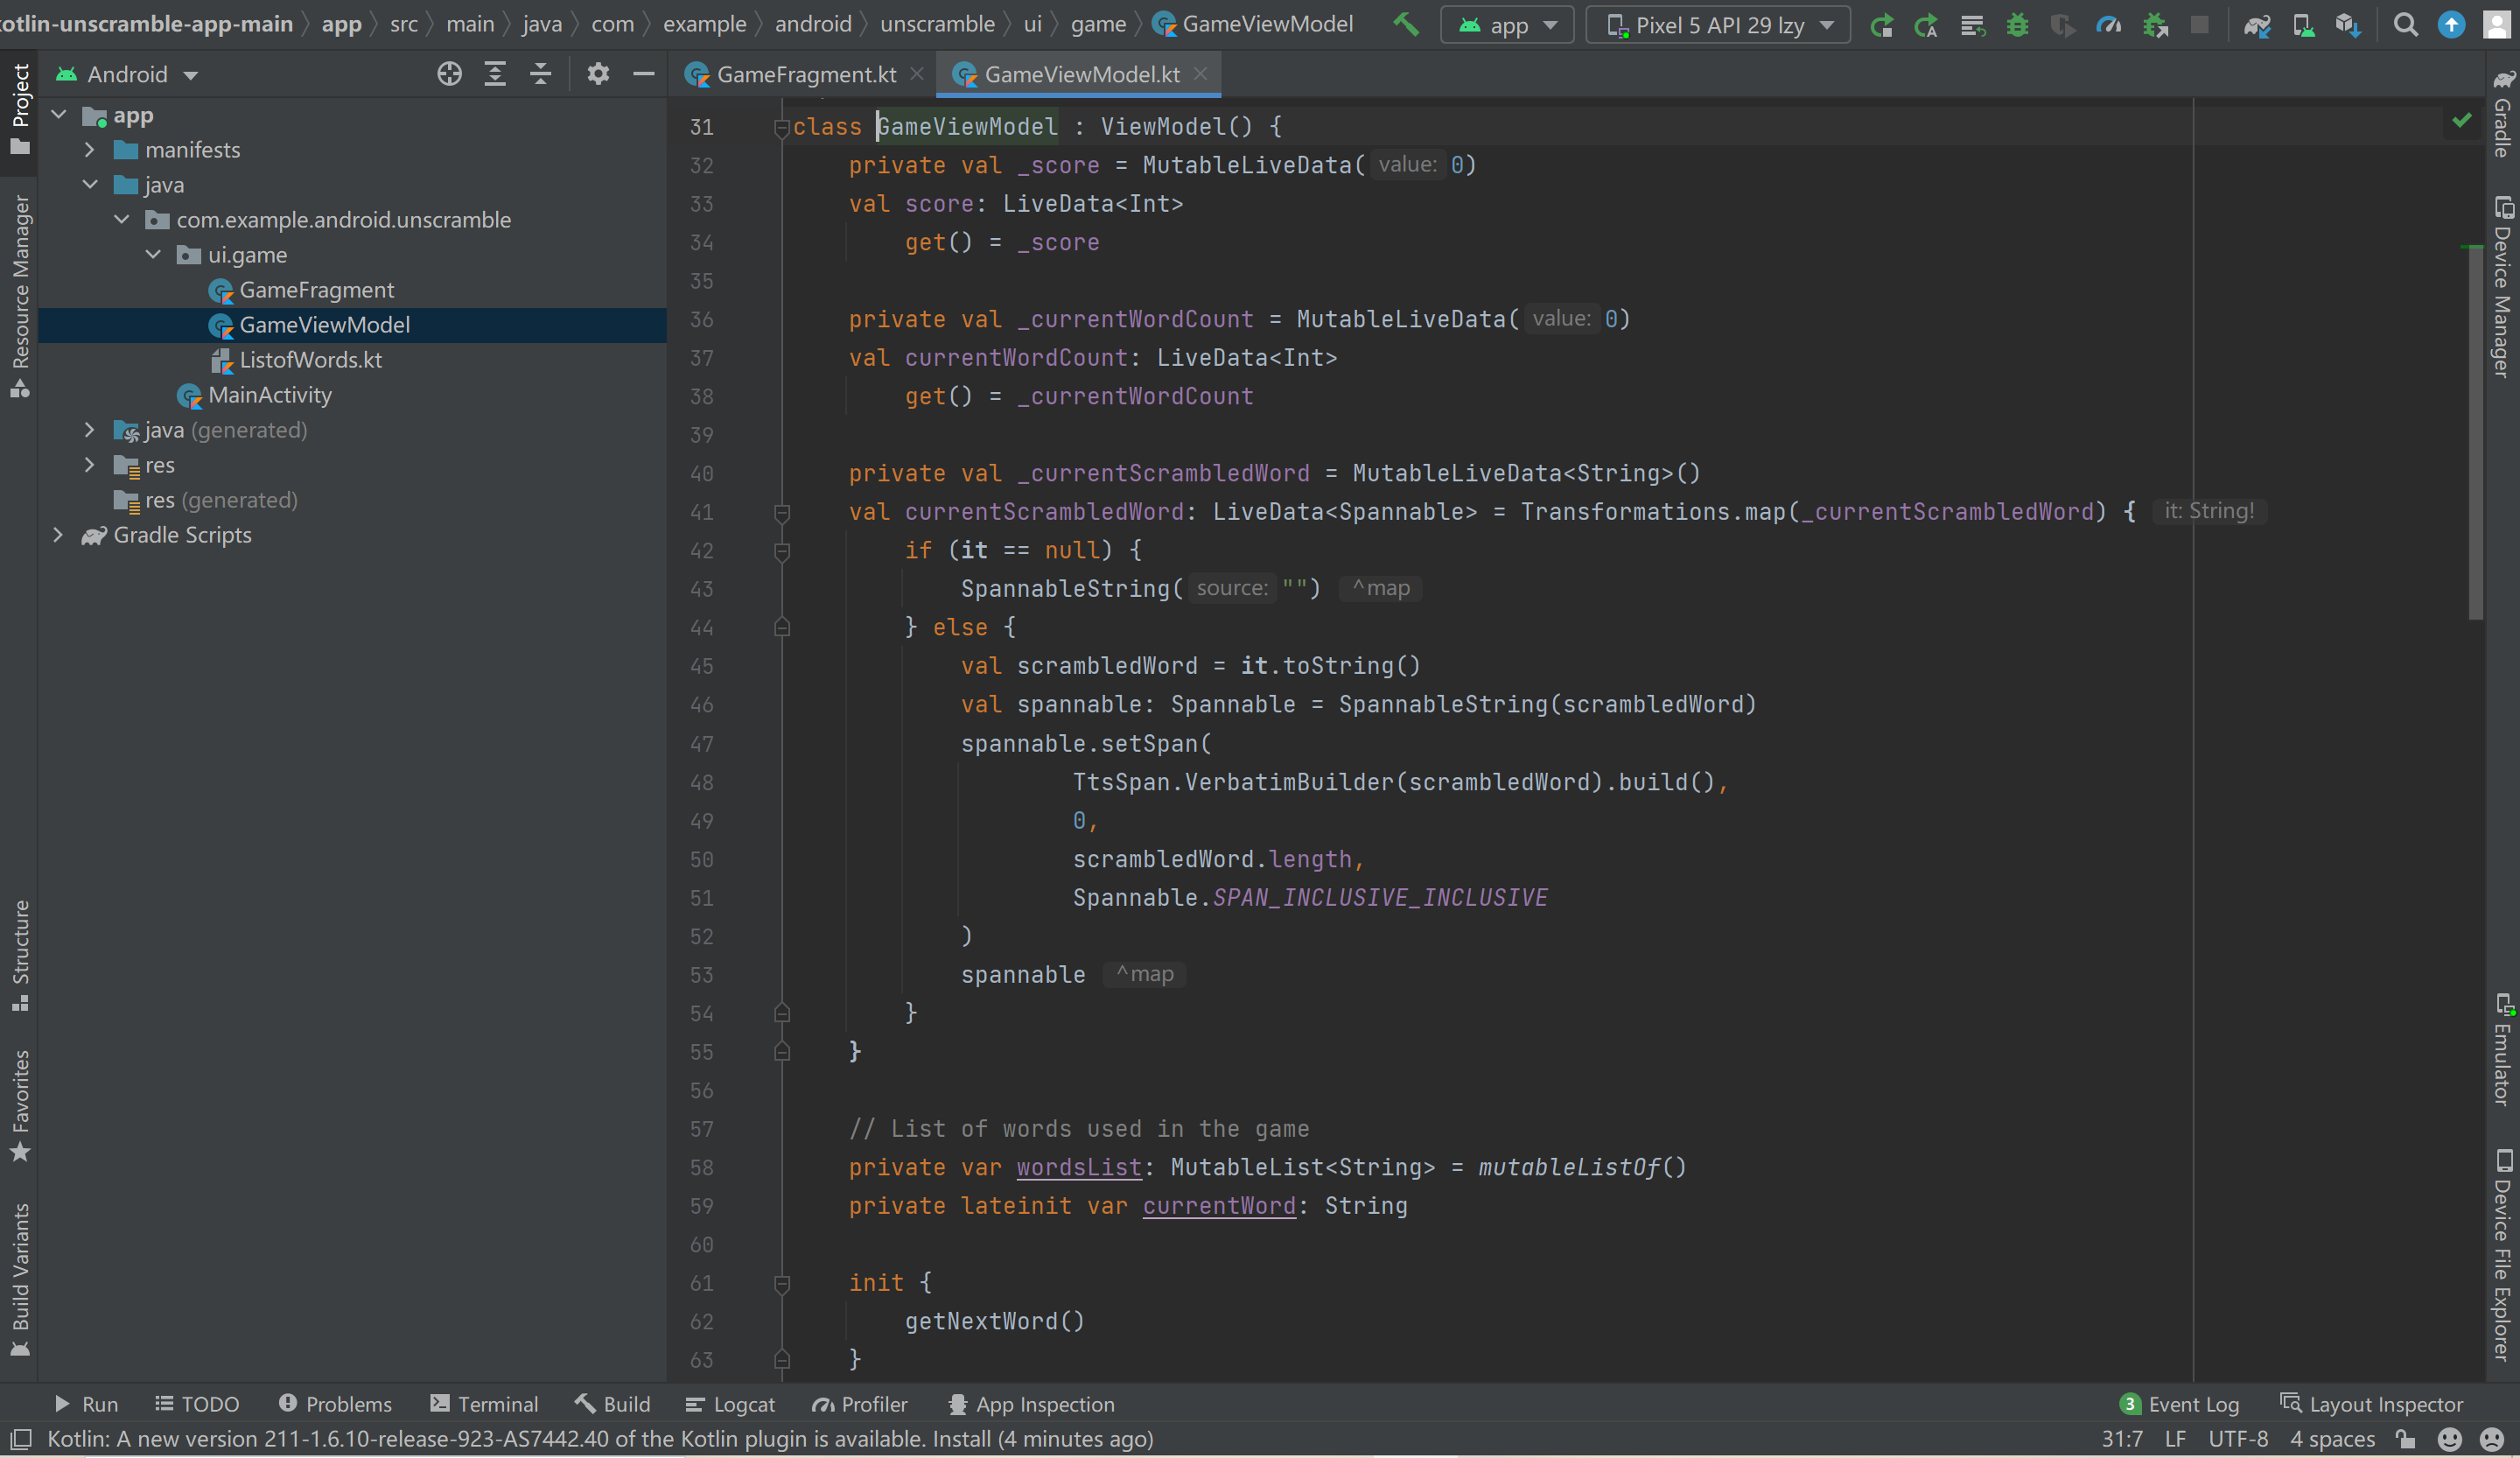 kotlin-unscramble-app-main app src main java com example android unscramble ui game GameViewModel app Pixel 5 API 29 lzy
Android
GameFragment.kt GameViewModel.kt
Project
Resource Manager
Structure
Favorites
Build Variants
app
manifests
java
com.example.android.unscramble
ui.game
GameFragment
GameViewModel
ListofWords.kt
MainActivity
java (generated)
res
res (generated)
Gradle Scripts
31 class GameViewModel : ViewModel() {
32 private val _score = MutableLiveData( value: 0)
33 val score: LiveData<Int>
34 get() = _score
35
36 private val _currentWordCount = MutableLiveData( value: 0)
37 val currentWordCount: LiveData<Int>
38 get() = _currentWordCount
39
40 private val _currentScrambledWord = MutableLiveData<String>()
41 val currentScrambledWord: LiveData<Spannable> = Transformations.map(_currentScrambledWord) { it: String!
42 if (it == null) {
43 SpannableString( source: "") ^map
44 } else {
45 val scrambledWord = it.toString()
46 val spannable: Spannable = SpannableString(scrambledWord)
47 spannable.setSpan(
48 TtsSpan.VerbatimBuilder(scrambledWord).build(),
49 0,
50 scrambledWord.length,
51 Spannable.SPAN_INCLUSIVE_INCLUSIVE
52 )
53 spannable ^map
54 }
55 }
56
57 // List of words used in the game
58 private var wordsList: MutableList<String> = mutableListOf()
59 private lateinit var currentWord: String
60
61 init {
62 getNextWord()
63 }
Gradle
Device Manager
Emulator
Device File Explorer
Run TODO Problems Terminal Build Logcat Profiler App Inspection 3 Event Log Layout Inspector
Kotlin: A new version 211-1.6.10-release-923-AS7442.40 of the Kotlin plugin is available. Install (4 minutes ago) 31:7 LF UTF-8 4 spaces